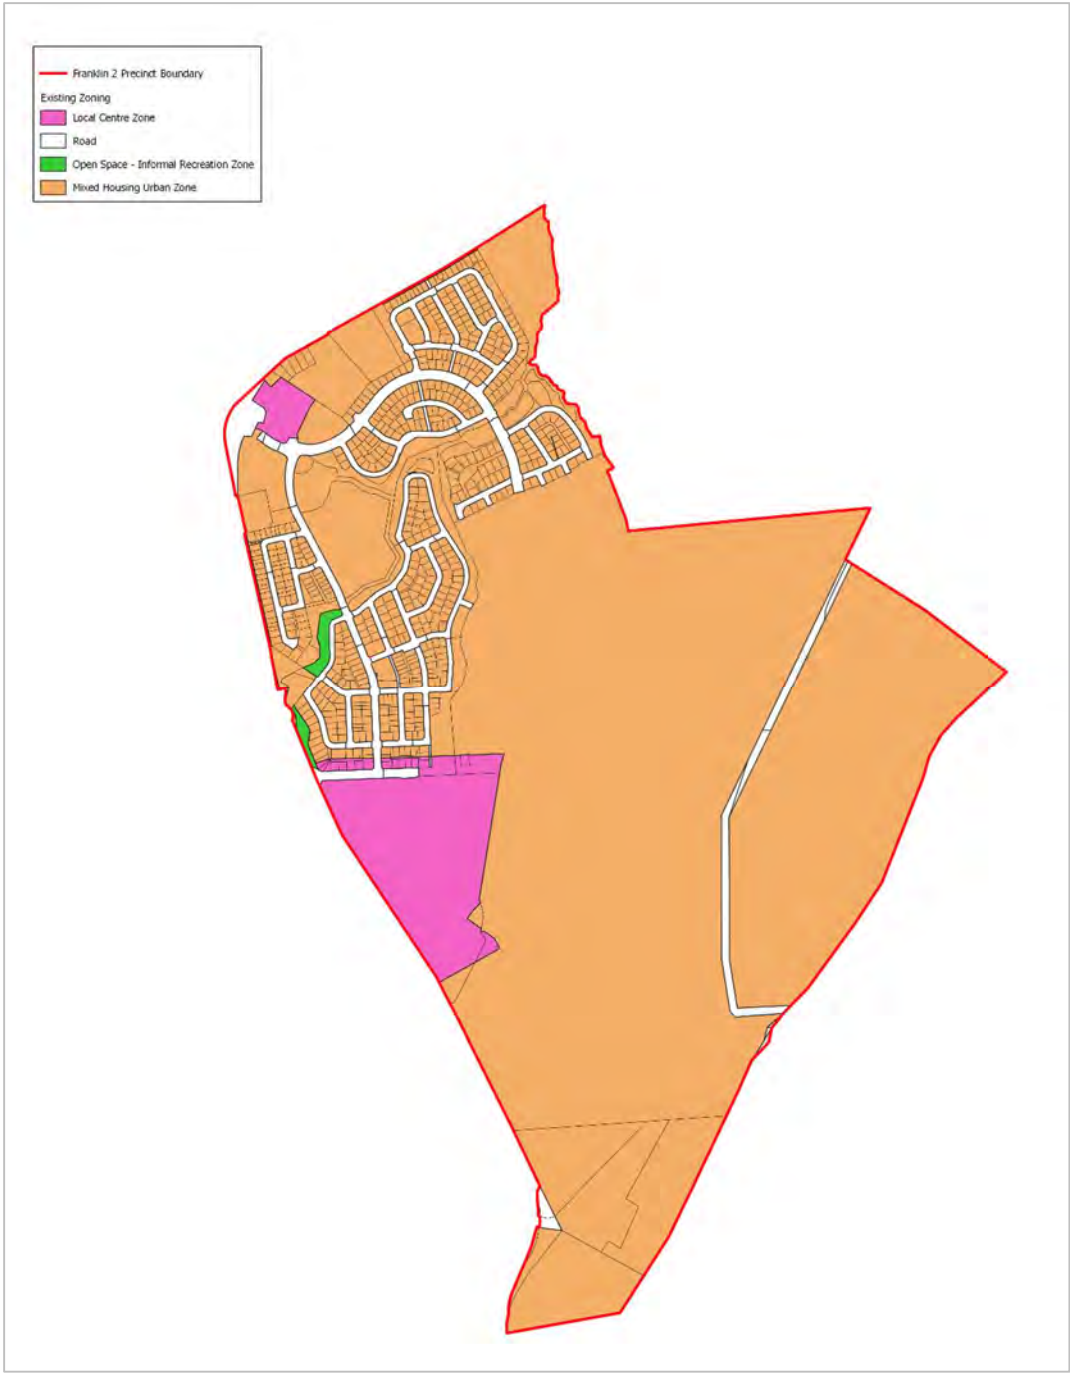 Franklin 2 Precinct Boundary
Existing Zoning
Local Centre Zone
Road
Open Space - Informal Recreation Zone
Mixed Housing Urban Zone